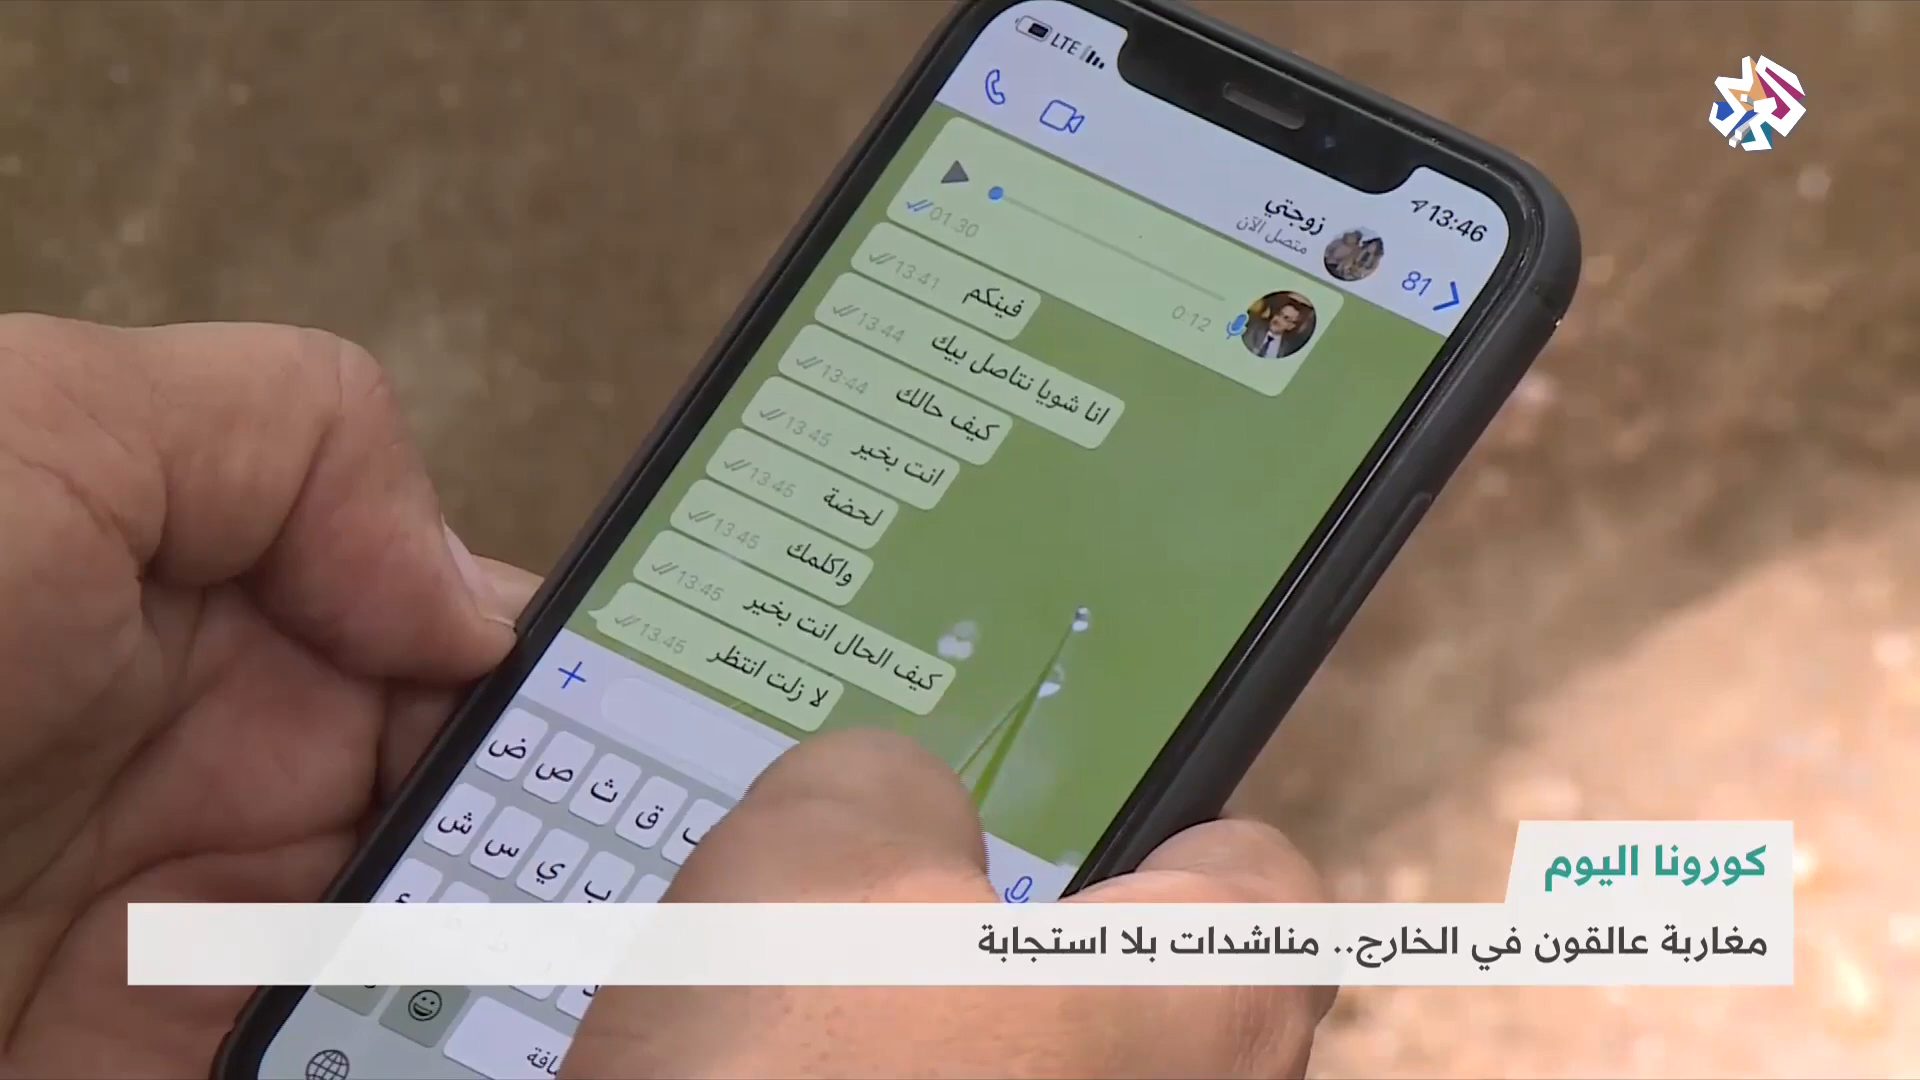 LTE
13:46
81
زوجتي
متصل الآن
0:12
01:30
فينكم 13:41
انا شويا نتاصل بيك 13:44
كيف حالك 13:44
انت بخير 13:45
لحضة 13:45
واكلمك 13:45
كيف الحال انت بخير 13:45
لا زلت انتظر 13:45
ض ص ث ق
ش س ي ب
ء
كورونا اليوم
مغاربة عالقون في الخارج.. مناشدات بلا استجابة